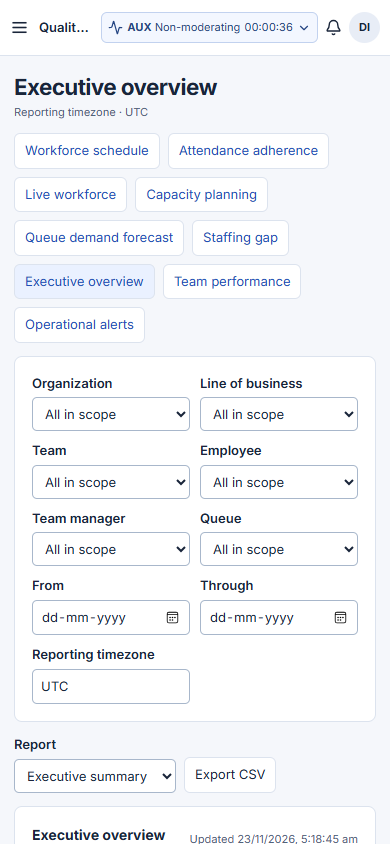 Qualit... AUX Non-moderating 00:00:36 DI
Executive overview
Reporting timezone · UTC
Workforce schedule Attendance adherence
Live workforce Capacity planning
Queue demand forecast Staffing gap
Executive overview Team performance
Operational alerts
Organization Line of business
All in scope All in scope
Team Employee
All in scope All in scope
Team manager Queue
All in scope All in scope
From Through
dd-mm-yyyy dd-mm-yyyy
Reporting timezone
UTC
Report
Executive summary Export CSV
Executive overview Updated 23/11/2026, 5:18:45 am